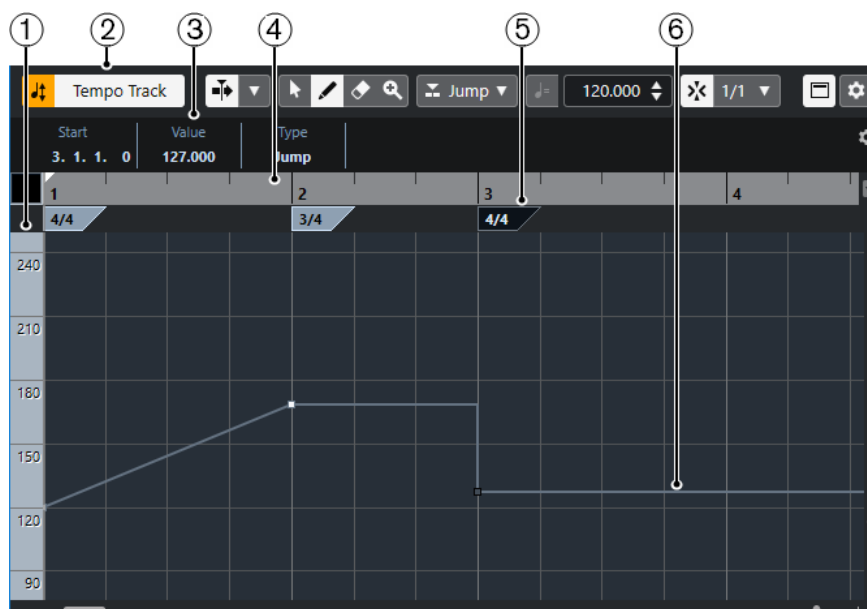 1 2 3 4 5 6
Tempo Track Jump 120.000 1/1
Start Value Type
3. 1. 1. 0 127.000 Jump
1 2 3 4
4/4 3/4 4/4
240
210
180
150
120
90